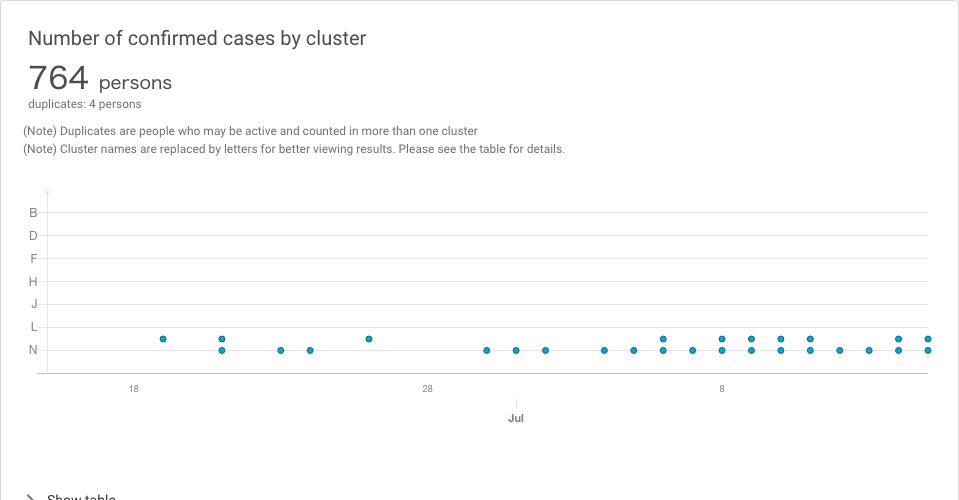 Number of confirmed cases by cluster
764 persons
duplicates: 4 persons
(Note) Duplicates are people who may be active and counted in more than one cluster
(Note) Cluster names are replaced by letters for better viewing results. Please see the table for details.
B
D
F
H
J
L
N
18 28 8
Jul
Show table